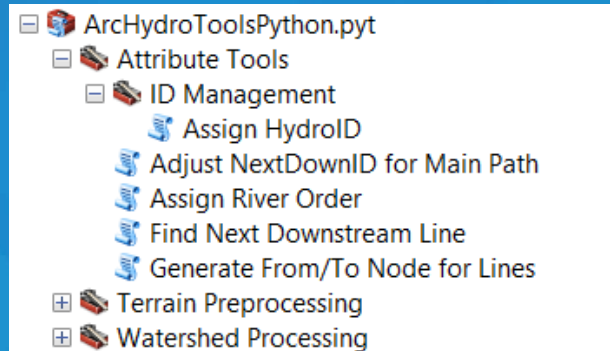 ArcHydroToolsPython.pyt
Attribute Tools
ID Management
Assign HydroID
Adjust NextDownID for Main Path
Assign River Order
Find Next Downstream Line
Generate From/To Node for Lines
Terrain Preprocessing
Watershed Processing